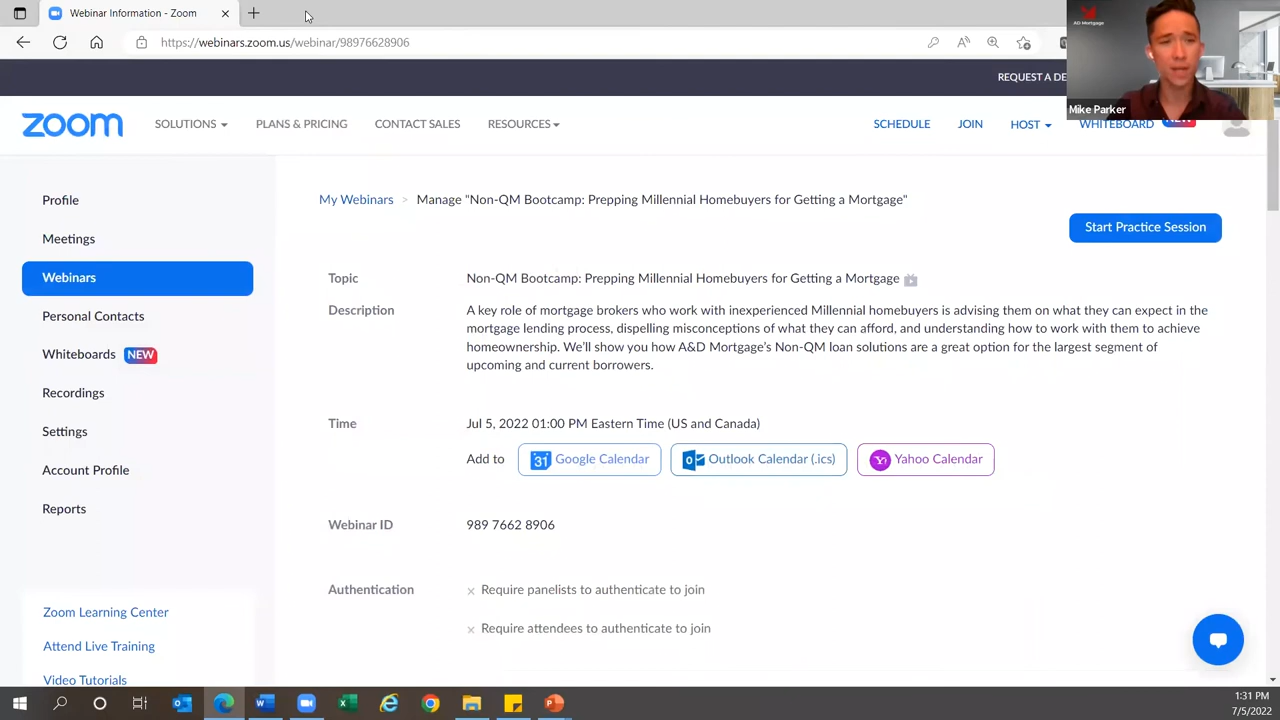 Webinar Information - Zoom
https://webinars.zoom.us/webinar/98976628906
AD Mortgage
Mike Parker
REQUEST A DE
zoom
SOLUTIONS
PLANS & PRICING
CONTACT SALES
RESOURCES
SCHEDULE
JOIN
HOST
WHITEBOARD
NEW
Profile
Meetings
Webinars
Personal Contacts
Whiteboards NEW
Recordings
Settings
Account Profile
Reports
Zoom Learning Center
Attend Live Training
Video Tutorials
My Webinars > Manage "Non-QM Bootcamp: Prepping Millennial Homebuyers for Getting a Mortgage"
Start Practice Session
Topic
Non-QM Bootcamp: Prepping Millennial Homebuyers for Getting a Mortgage
Description
A key role of mortgage brokers who work with inexperienced Millennial homebuyers is advising them on what they can expect in the
mortgage lending process, dispelling misconceptions of what they can afford, and understanding how to work with them to achieve
homeownership. We'll show you how A&D Mortgage's Non-QM loan solutions are a great option for the largest segment of
upcoming and current borrowers.
Time
Jul 5, 2022 01:00 PM Eastern Time (US and Canada)
Add to
31 Google Calendar
Outlook Calendar (.ics)
Yahoo Calendar
Webinar ID
989 7662 8906
Authentication
Require panelists to authenticate to join
Require attendees to authenticate to join
1:31 PM
7/5/2022